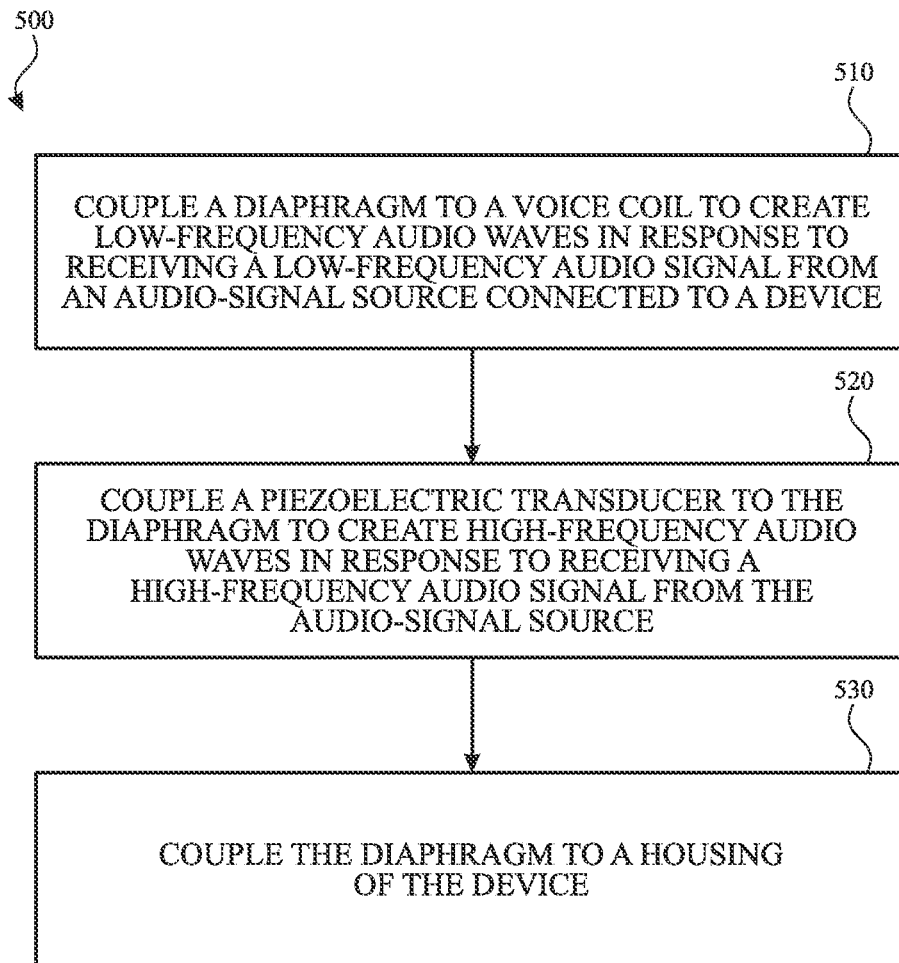 500
510
COUPLE A DIAPHRAGM TO A VOICE COIL TO CREATE
LOW-FREQUENCY AUDIO WAVES IN RESPONSE TO
RECEIVING A LOW-FREQUENCY AUDIO SIGNAL FROM
AN AUDIO-SIGNAL SOURCE CONNECTED TO A DEVICE
520
COUPLE A PIEZOELECTRIC TRANSDUCER TO THE
DIAPHRAGM TO CREATE HIGH-FREQUENCY AUDIO
WAVES IN RESPONSE TO RECEIVING A
HIGH-FREQUENCY AUDIO SIGNAL FROM THE
AUDIO-SIGNAL SOURCE
530
COUPLE THE DIAPHRAGM TO A HOUSING
OF THE DEVICE